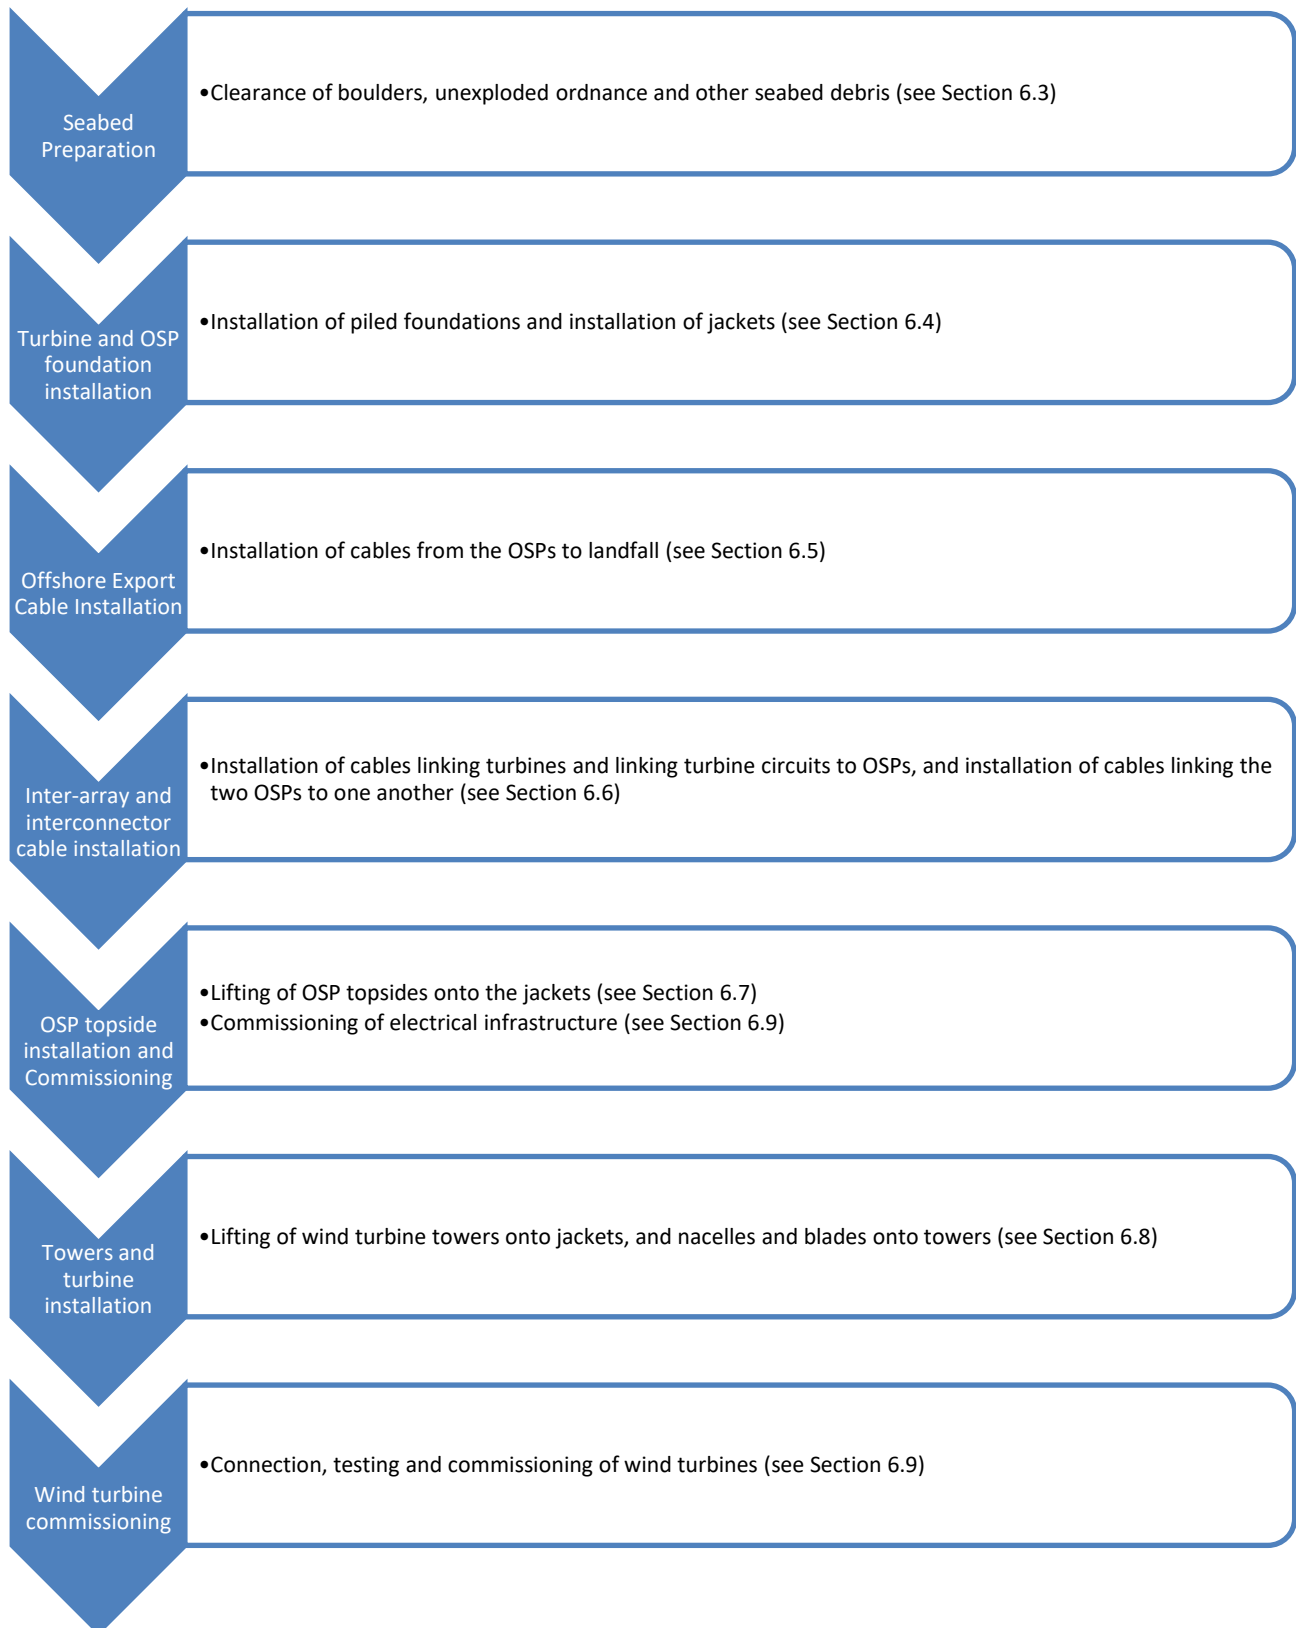 Seabed
Preparation
•Clearance of boulders, unexploded ordnance and other seabed debris (see Section 6.3)
Turbine and OSP
foundation
installation
•Installation of piled foundations and installation of jackets (see Section 6.4)
Offshore Export
Cable Installation
•Installation of cables from the OSPs to landfall (see Section 6.5)
Inter-array and
interconnector
cable installation
•Installation of cables linking turbines and linking turbine circuits to OSPs, and installation of cables linking the
two OSPs to one another (see Section 6.6)
OSP topside
installation and
Commissioning
•Lifting of OSP topsides onto the jackets (see Section 6.7)
•Commissioning of electrical infrastructure (see Section 6.9)
Towers and
turbine
installation
•Lifting of wind turbine towers onto jackets, and nacelles and blades onto towers (see Section 6.8)
Wind turbine
commissioning
•Connection, testing and commissioning of wind turbines (see Section 6.9)